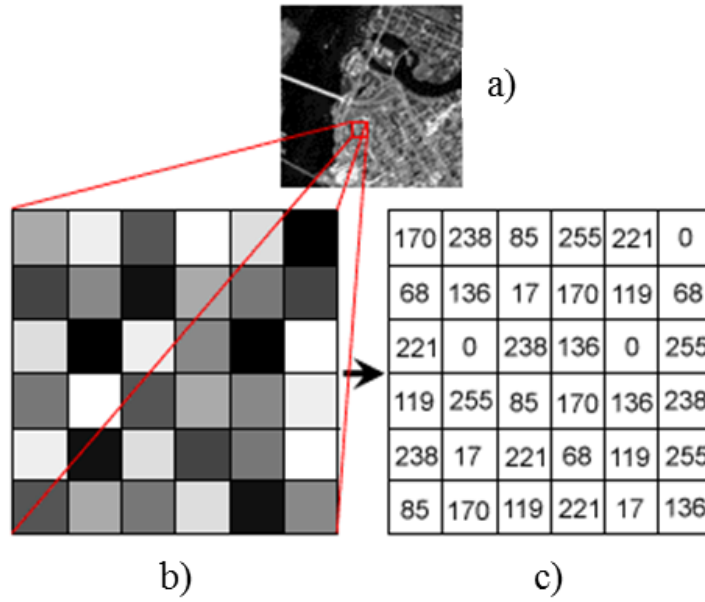 a)
170 238 85 255 221 0
68 136 17 170 119 68
221 0 238 136 0 255
119 255 85 170 136 238
238 17 221 68 119 255
85 170 119 221 17 136
b) c)